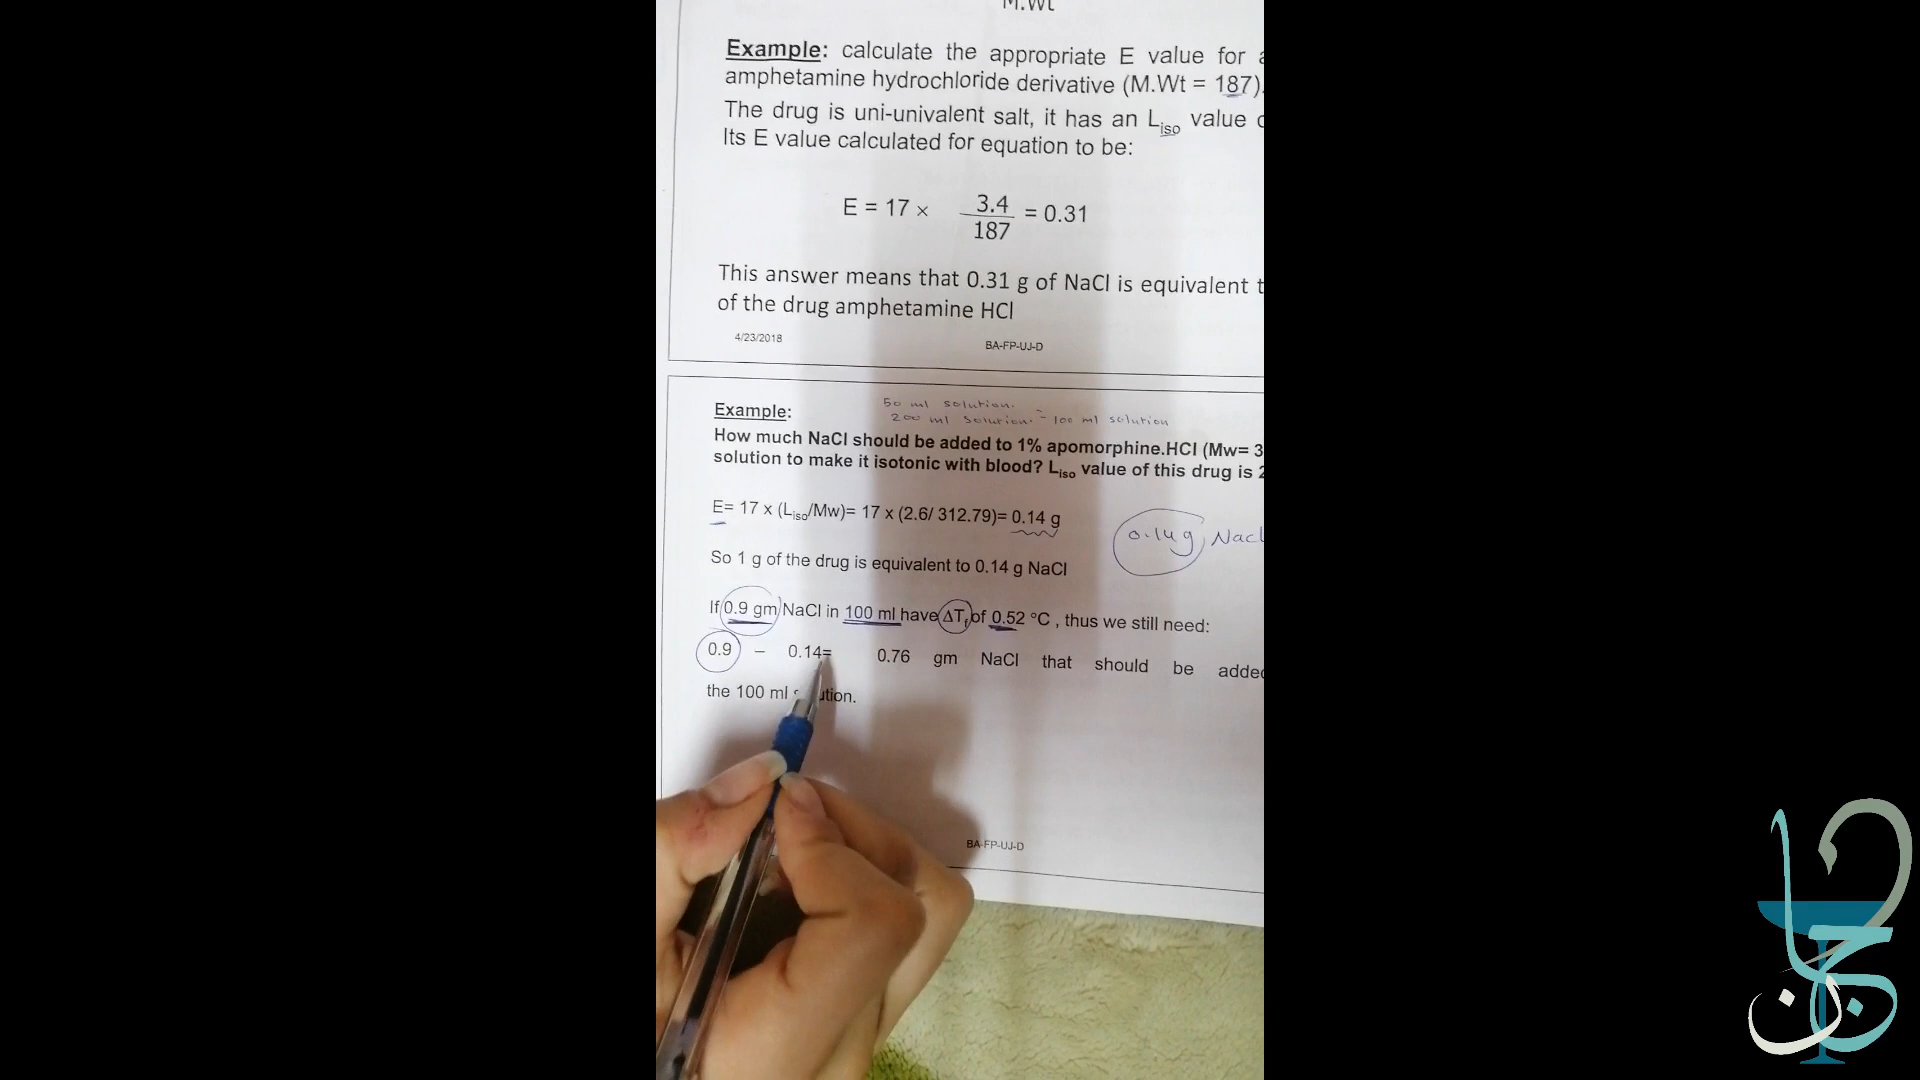 M.Wt
Example: calculate the appropriate E value for
amphetamine hydrochloride derivative (M.Wt = 187).
The drug is uni-univalent salt, it has an Liso value
Its E value calculated for equation to be:
E = 17 × 3.4
187 = 0.31
This answer means that 0.31 g of NaCl is equivalent
of the drug amphetamine HCl
4/23/2018 BA-FP-UJ-D
50 ml solution.
Example: 200 ml solution. = 100 ml solution
How much NaCl should be added to 1% apomorphine.HCl (Mw= 3
solution to make it isotonic with blood? Liso value of this drug is 2
E= 17 x (Liso/Mw)= 17 x (2.6/ 312.79)= 0.14 g
0.14g NaCl
So 1 g of the drug is equivalent to 0.14 g NaCl
If 0.9 gm NaCl in 100 ml have ΔTf of 0.52 °C , thus we still need:
0.9 – 0.14= 0.76 gm NaCl that should be added
the 100 ml
BA-FP-UJ-D